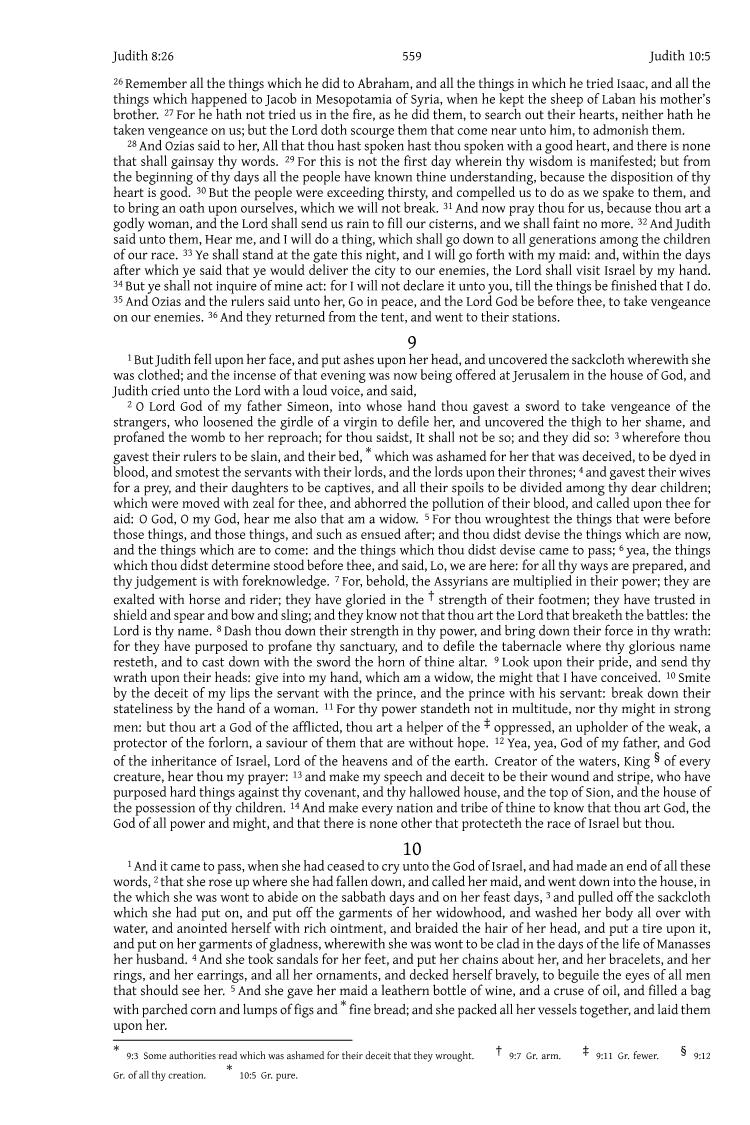 Judith 8:26 559 Judith 10:5
26 Remember all the things which he did to Abraham, and all the things in which he tried Isaac, and all the
things which happened to Jacob in Mesopotamia of Syria, when he kept the sheep of Laban his mother's
brother. 27 For he hath not tried us in the fire, as he did them, to search out their hearts, neither hath he
taken vengeance on us; but the Lord doth scourge them that come near unto him, to admonish them.
28 And Ozias said to her, All that thou hast spoken hast thou spoken with a good heart, and there is none
that shall gainsay thy words. 29 For this is not the first day wherein thy wisdom is manifested; but from
the beginning of thy days all the people have known thine understanding, because the disposition of thy
heart is good. 30 But the people were exceeding thirsty, and compelled us to do as we spake to them, and
to bring an oath upon ourselves, which we will not break. 31 And now pray thou for us, because thou art a
godly woman, and the Lord shall send us rain to fill our cisterns, and we shall faint no more. 32 And Judith
said unto them, Hear me, and I will do a thing, which shall go down to all generations among the children
of our race. 33 Ye shall stand at the gate this night, and I will go forth with my maid: and, within the days
after which ye said that ye would deliver the city to our enemies, the Lord shall visit Israel by my hand.
34 But ye shall not inquire of mine act: for I will not declare it unto you, till the things be finished that I do.
35 And Ozias and the rulers said unto her, Go in peace, and the Lord God be before thee, to take vengeance
on our enemies. 36 And they returned from the tent, and went to their stations.
9
1 But Judith fell upon her face, and put ashes upon her head, and uncovered the sackcloth wherewith she
was clothed; and the incense of that evening was now being offered at Jerusalem in the house of God, and
Judith cried unto the Lord with a loud voice, and said,
2 O Lord God of my father Simeon, into whose hand thou gavest a sword to take vengeance of the
strangers, who loosened the girdle of a virgin to defile her, and uncovered the thigh to her shame, and
profaned the womb to her reproach; for thou saidst, It shall not be so; and they did so: 3 wherefore thou
gavest their rulers to be slain, and their bed, * which was ashamed for her that was deceived, to be dyed in
blood, and smotest the servants with their lords, and the lords upon their thrones; 4 and gavest their wives
for a prey, and their daughters to be captives, and all their spoils to be divided among thy dear children;
which were moved with zeal for thee, and abhorred the pollution of their blood, and called upon thee for
aid: O God, O my God, hear me also that am a widow. 5 For thou wroughtest the things that were before
those things, and those things, and such as ensued after; and thou didst devise the things which are now,
and the things which are to come: and the things which thou didst devise came to pass; 6 yea, the things
which thou didst determine stood before thee, and said, Lo, we are here: for all thy ways are prepared, and
thy judgement is with foreknowledge. 7 For, behold, the Assyrians are multiplied in their power; they are
exalted with horse and rider; they have gloried in the † strength of their footmen; they have trusted in
shield and spear and bow and sling; and they know not that thou art the Lord that breaketh the battles: the
Lord is thy name. 8 Dash thou down their strength in thy power, and bring down their force in thy wrath:
for they have purposed to profane thy sanctuary, and to defile the tabernacle where thy glorious name
resteth, and to cast down with the sword the horn of thine altar. 9 Look upon their pride, and send thy
wrath upon their heads: give into my hand, which am a widow, the might that I have conceived. 10 Smite
by the deceit of my lips the servant with the prince, and the prince with his servant: break down their
stateliness by the hand of a woman. 11 For thy power standeth not in multitude, nor thy might in strong
men: but thou art a God of the afflicted, thou art a helper of the ‡ oppressed, an upholder of the weak, a
protector of the forlorn, a saviour of them that are without hope. 12 Yea, yea, God of my father, and God
of the inheritance of Israel, Lord of the heavens and of the earth. Creator of the waters, King § of every
creature, hear thou my prayer: 13 and make my speech and deceit to be their wound and stripe, who have
purposed hard things against thy covenant, and thy hallowed house, and the top of Sion, and the house of
the possession of thy children. 14 And make every nation and tribe of thine to know that thou art God, the
God of all power and might, and that there is none other that protecteth the race of Israel but thou.
10
1 And it came to pass, when she had ceased to cry unto the God of Israel, and had made an end of all these
words, 2 that she rose up where she had fallen down, and called her maid, and went down into the house, in
the which she was wont to abide on the sabbath days and on her feast days, 3 and pulled off the sackcloth
which she had put on, and put off the garments of her widowhood, and washed her body all over with
water, and anointed herself with rich ointment, and braided the hair of her head, and put a tire upon it,
and put on her garments of gladness, wherewith she was wont to be clad in the days of the life of Manasses
her husband. 4 And she took sandals for her feet, and put her chains about her, and her bracelets, and her
rings, and her earrings, and all her ornaments, and decked herself bravely, to beguile the eyes of all men
that should see her. 5 And she gave her maid a leathern bottle of wine, and a cruse of oil, and filled a bag
with parched corn and lumps of figs and * fine bread; and she packed all her vessels together, and laid them
upon her.
* 9:3 Some authorities read which was ashamed for their deceit that they wrought. † 9:7 Gr. arm. ‡ 9:11 Gr. fewer. § 9:12
Gr. of all thy creation. * 10:5 Gr. pure.